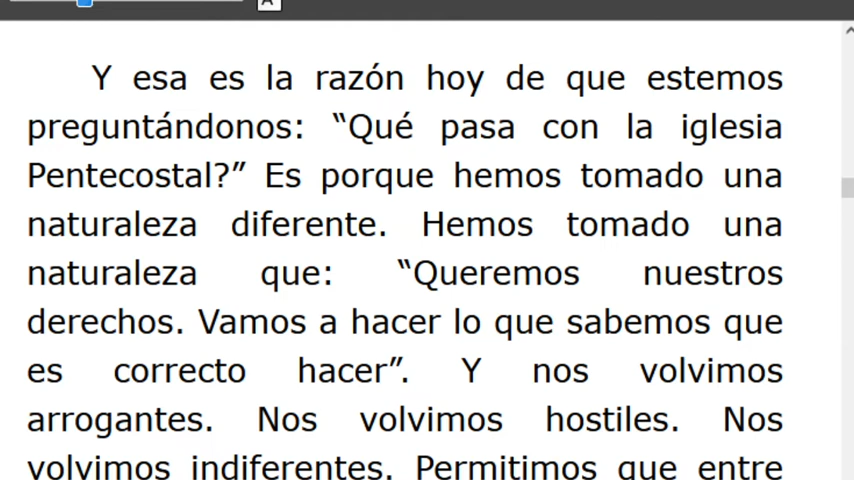 A
Y esa es la razón hoy de que estemos
preguntándonos: “Qué pasa con la iglesia
Pentecostal?” Es porque hemos tomado una
naturaleza diferente. Hemos tomado una
naturaleza que: “Queremos nuestros
derechos. Vamos a hacer lo que sabemos que
es correcto hacer”. Y nos volvimos
arrogantes. Nos volvimos hostiles. Nos
volvimos indiferentes. Permitimos que entre